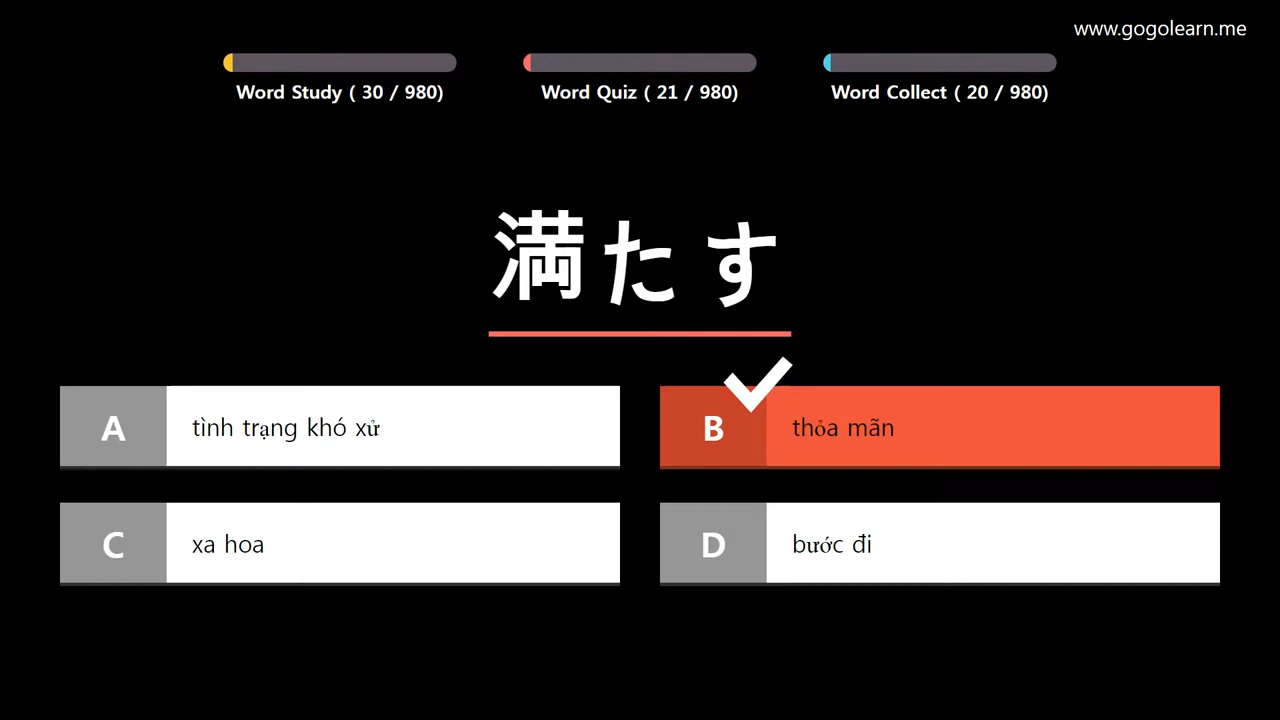 www.gogolearn.me
Word Study ( 30 / 980)
Word Quiz ( 21 / 980)
Word Collect ( 20 / 980)
満たす
A tình trạng khó xử
B thỏa mãn
C xa hoa
D bước đi